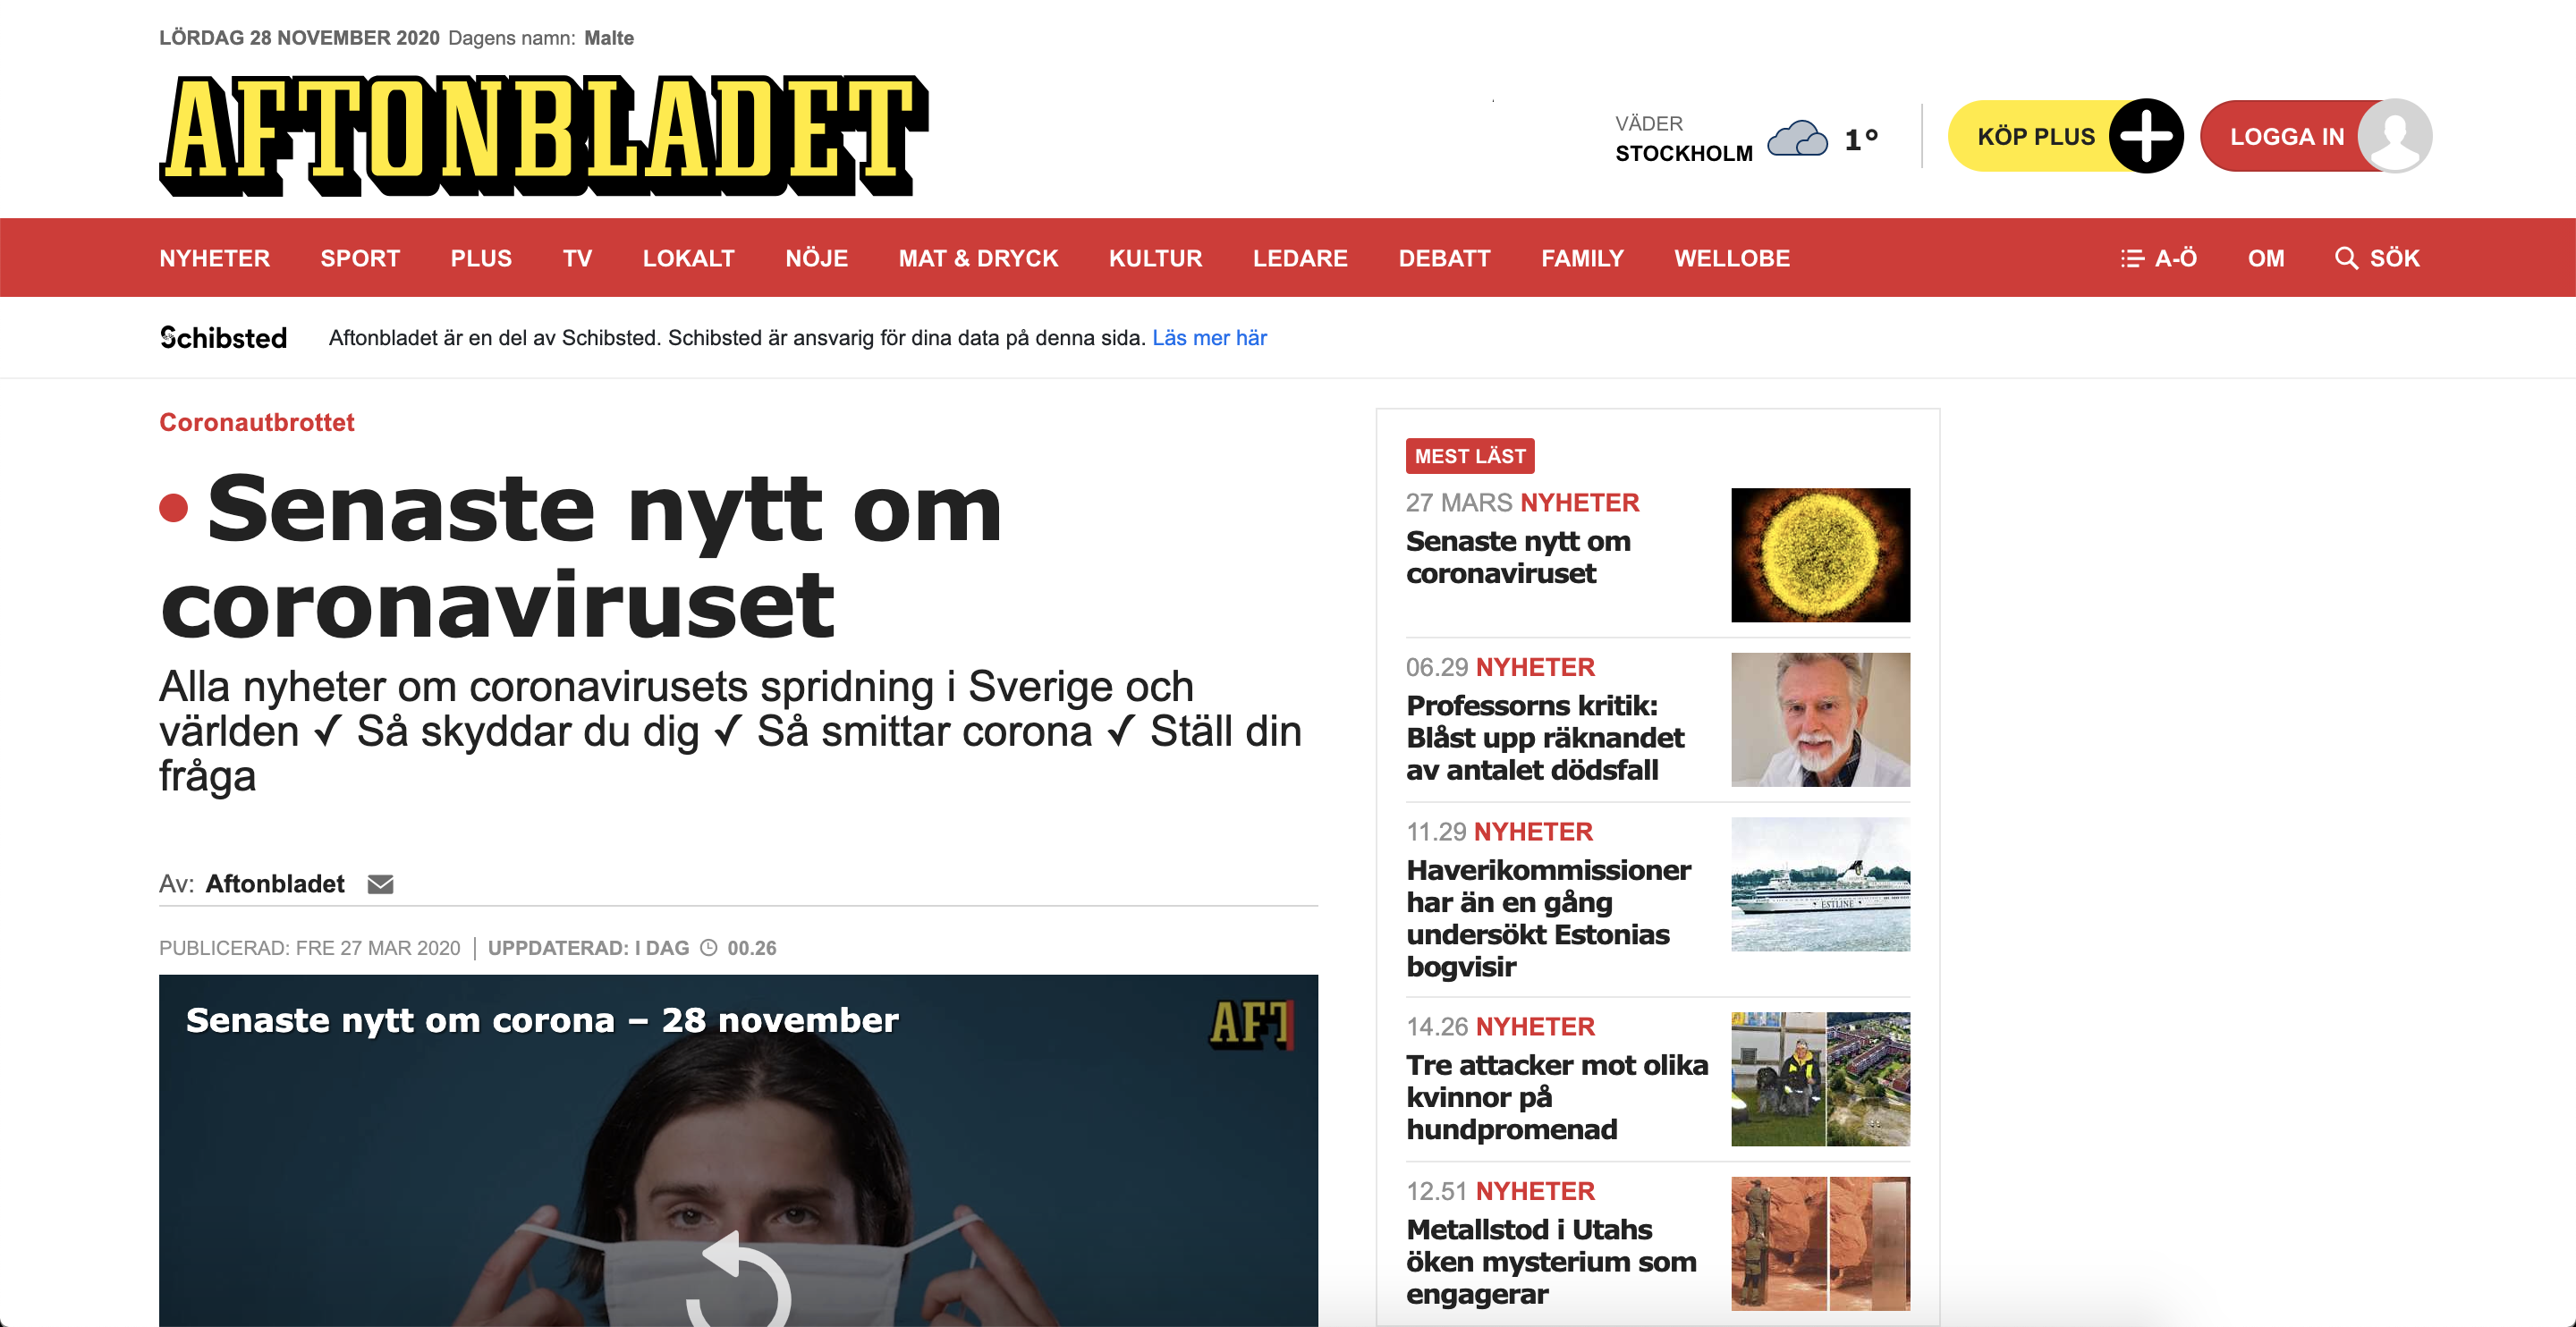 LÖRDAG 28 NOVEMBER 2020 Dagens namn: Malte
AFTONBLADET
VÄDER
STOCKHOLM
1°
KÖP PLUS
LOGGA IN
NYHETER SPORT PLUS TV LOKALT NÖJE MAT & DRYCK KULTUR LEDARE DEBATT FAMILY WELLOBE A-Ö OM SÖK
Schibsted Aftonbladet är en del av Schibsted. Schibsted är ansvarig för dina data på denna sida. Läs mer här
Coronautbrottet
• Senaste nytt om
coronaviruset
Alla nyheter om coronavirusets spridning i Sverige och
världen ✓ Så skyddar du dig ✓ Så smittar corona ✓ Ställ din
fråga
Av: Aftonbladet
PUBLICERAD: FRE 27 MAR 2020 | UPPDATERAD: I DAG 00.26
Senaste nytt om corona – 28 november
AFT
MEST LÄST
27 MARS NYHETER
Senaste nytt om
coronaviruset
06.29 NYHETER
Professorns kritik:
Blåst upp räknandet
av antalet dödsfall
11.29 NYHETER
Haverikommissioner
har än en gång
undersökt Estonias
bogvisir
ESTLINE
14.26 NYHETER
Tre attacker mot olika
kvinnor på
hundpromenad
12.51 NYHETER
Metallstod i Utahs
öken mysterium som
engagerar